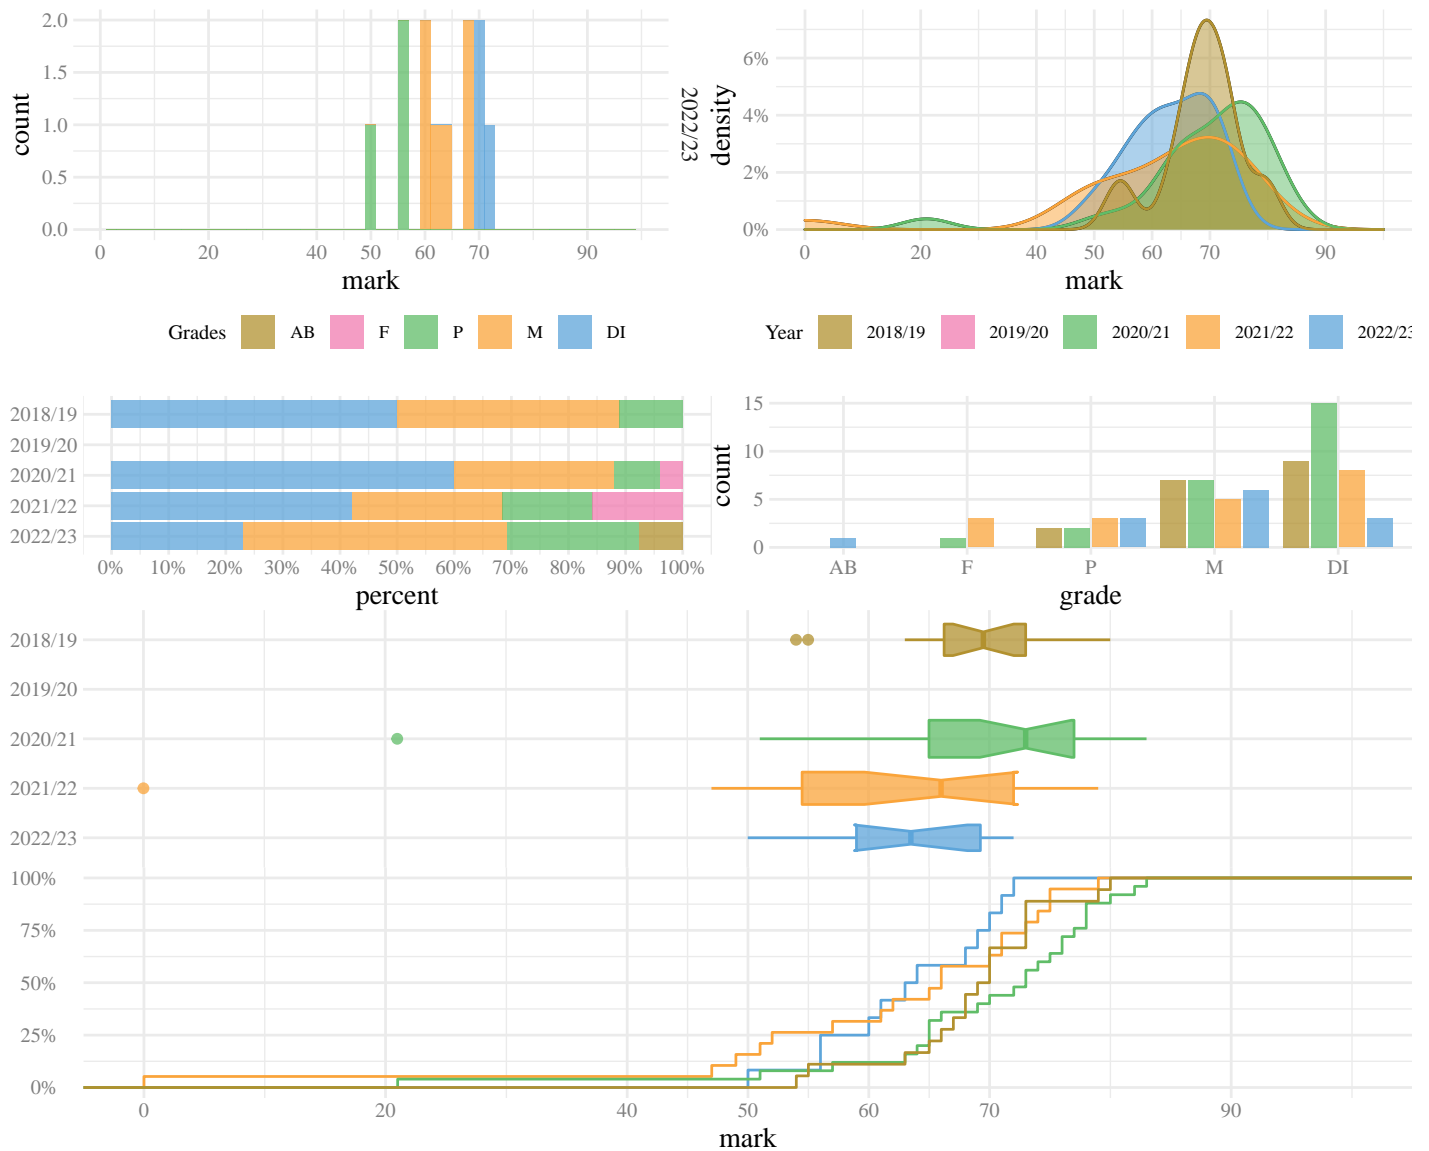 2.0
1.5
1.0
0.5
0.0
count
0 20 40 50 60 70 90
mark
2022/23
6%
4%
2%
0%
density
0 20 40 50 60 70 90
mark
Grades AB F P M DI
Year 2018/19 2019/20 2020/21 2021/22 2022/23
2018/19
2019/20
2020/21
2021/22
2022/23
0% 10% 20% 30% 40% 50% 60% 70% 80% 90% 100%
percent
15
10
5
0
count
AB F P M DI
grade
2018/19
2019/20
2020/21
2021/22
2022/23
100%
75%
50%
25%
0%
0 20 40 50 60 70 90
mark